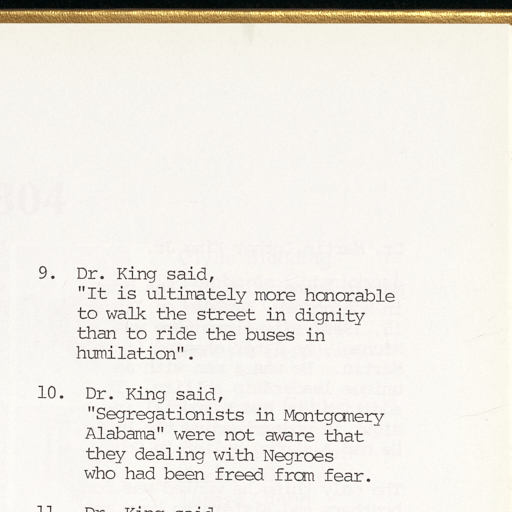 9. Dr. King said,
"It is ultimately more honorable
to walk the street in dignity
than to ride the buses in
humilation".
10. Dr. King said,
"Segregationists in Montgomery
Alabama" were not aware that
they dealing with Negroes
who had been freed from fear.
11. Dr. King said